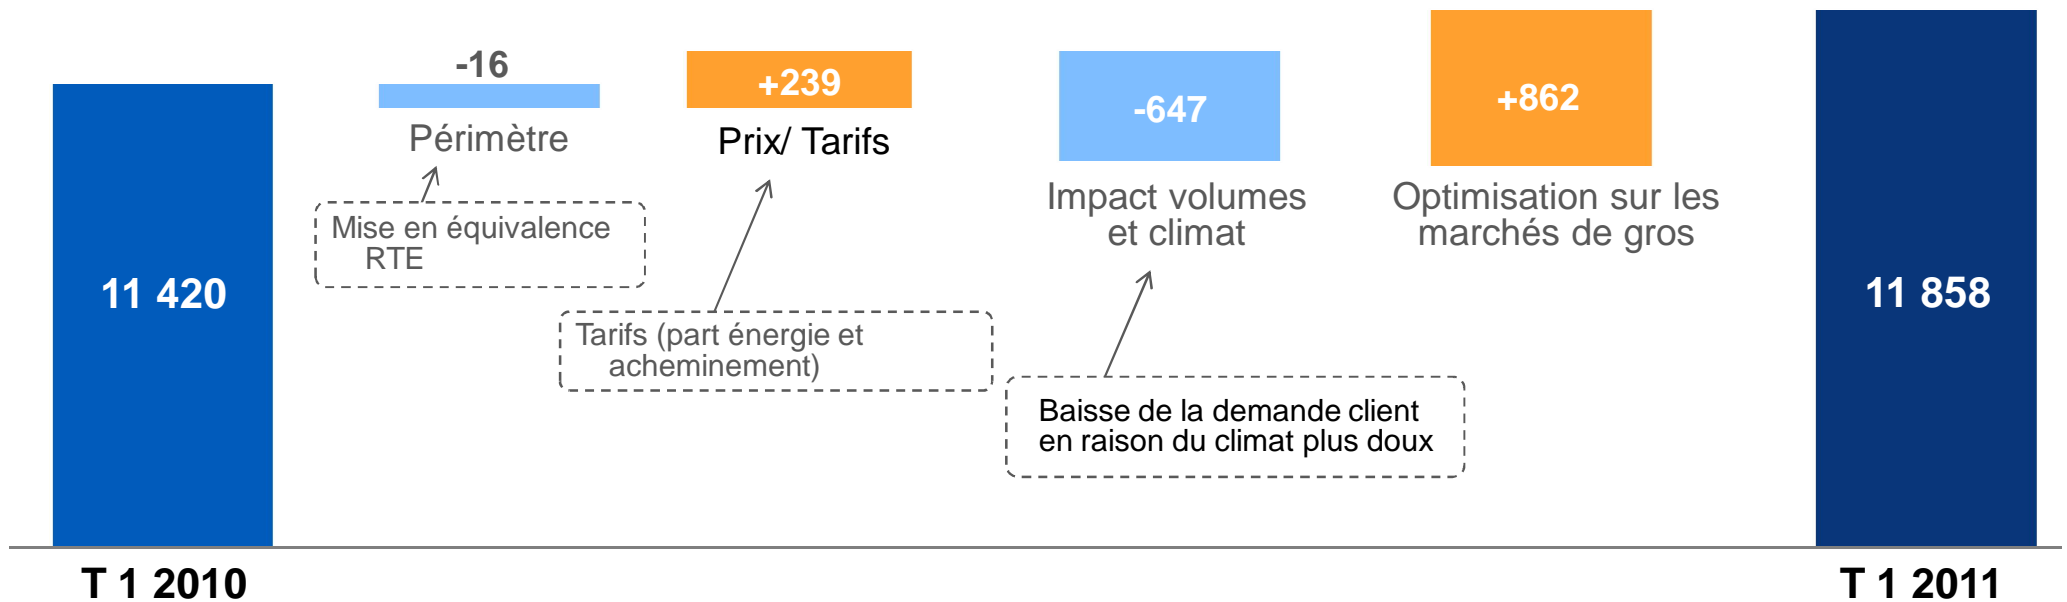 -16
+239
-647
+862
Périmètre
Prix/ Tarifs
Impact volumes
et climat
Optimisation sur les
marchés de gros
Mise en équivalence
RTE
11 420
11 858
Tarifs (part énergie et
acheminement)
Baisse de la demande client
en raison du climat plus doux
T 1 2010
T 1 2011